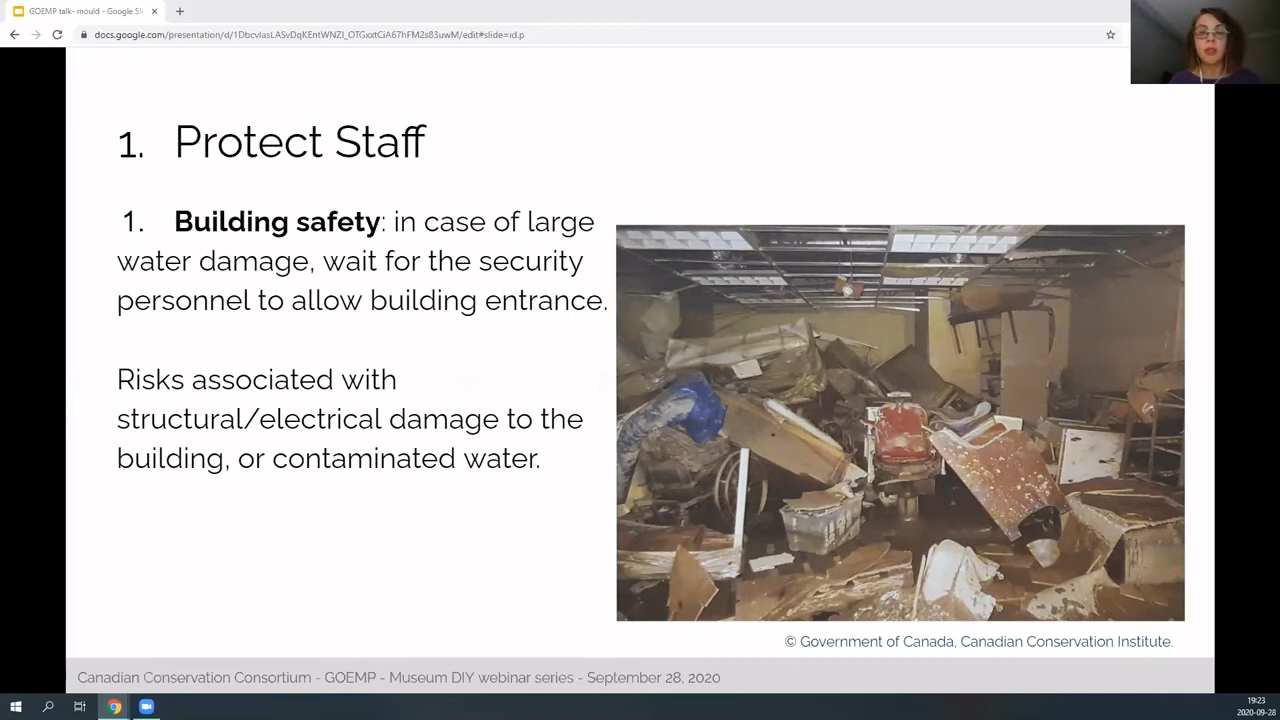 GOEMP talk- mould - Google Sli
docs.google.com/presentation/d/1DbcvIasLASvDqKEntWNZI_OTGxxtCiA67hFM2s83uwM/edit#slide=id.p
1. Protect Staff
1. Building safety: in case of large
water damage, wait for the security
personnel to allow building entrance.
Risks associated with
structural/electrical damage to the
building, or contaminated water.
© Government of Canada, Canadian Conservation Institute.
Canadian Conservation Consortium - GOEMP - Museum DIY webinar series - September 28, 2020
19:23
2020-09-28